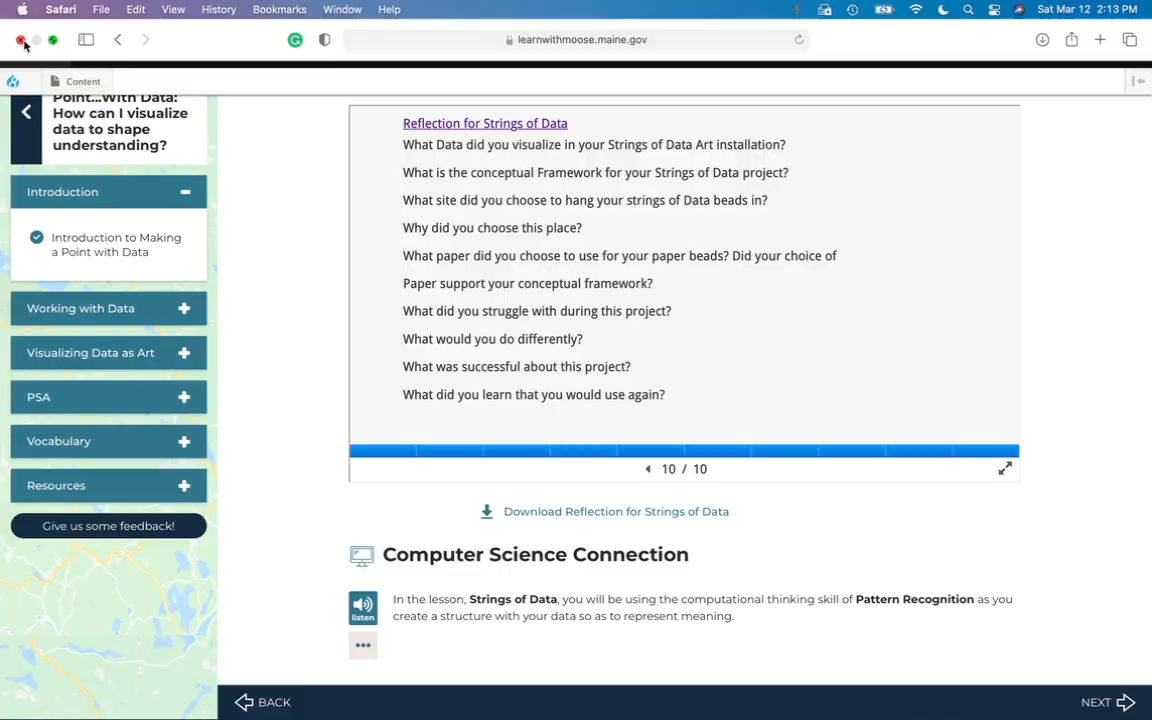 Safari File Edit View History Bookmarks Window Help Sat Mar 12 2:13 PM
learnwithmoose.maine.gov
Content
Point...With Data:
How can I visualize
data to shape
understanding?
Introduction
Introduction to Making
a Point with Data
Working with Data
Visualizing Data as Art
PSA
Vocabulary
Resources
Give us some feedback!
Reflection for Strings of Data
What Data did you visualize in your Strings of Data Art installation?
What is the conceptual Framework for your Strings of Data project?
What site did you choose to hang your strings of Data beads in?
Why did you choose this place?
What paper did you choose to use for your paper beads? Did your choice of
Paper support your conceptual framework?
What did you struggle with during this project?
What would you do differently?
What was successful about this project?
What did you learn that you would use again?
10 / 10
Download Reflection for Strings of Data
Computer Science Connection
listen
In the lesson, Strings of Data, you will be using the computational thinking skill of Pattern Recognition as you
create a structure with your data so as to represent meaning.
BACK
NEXT